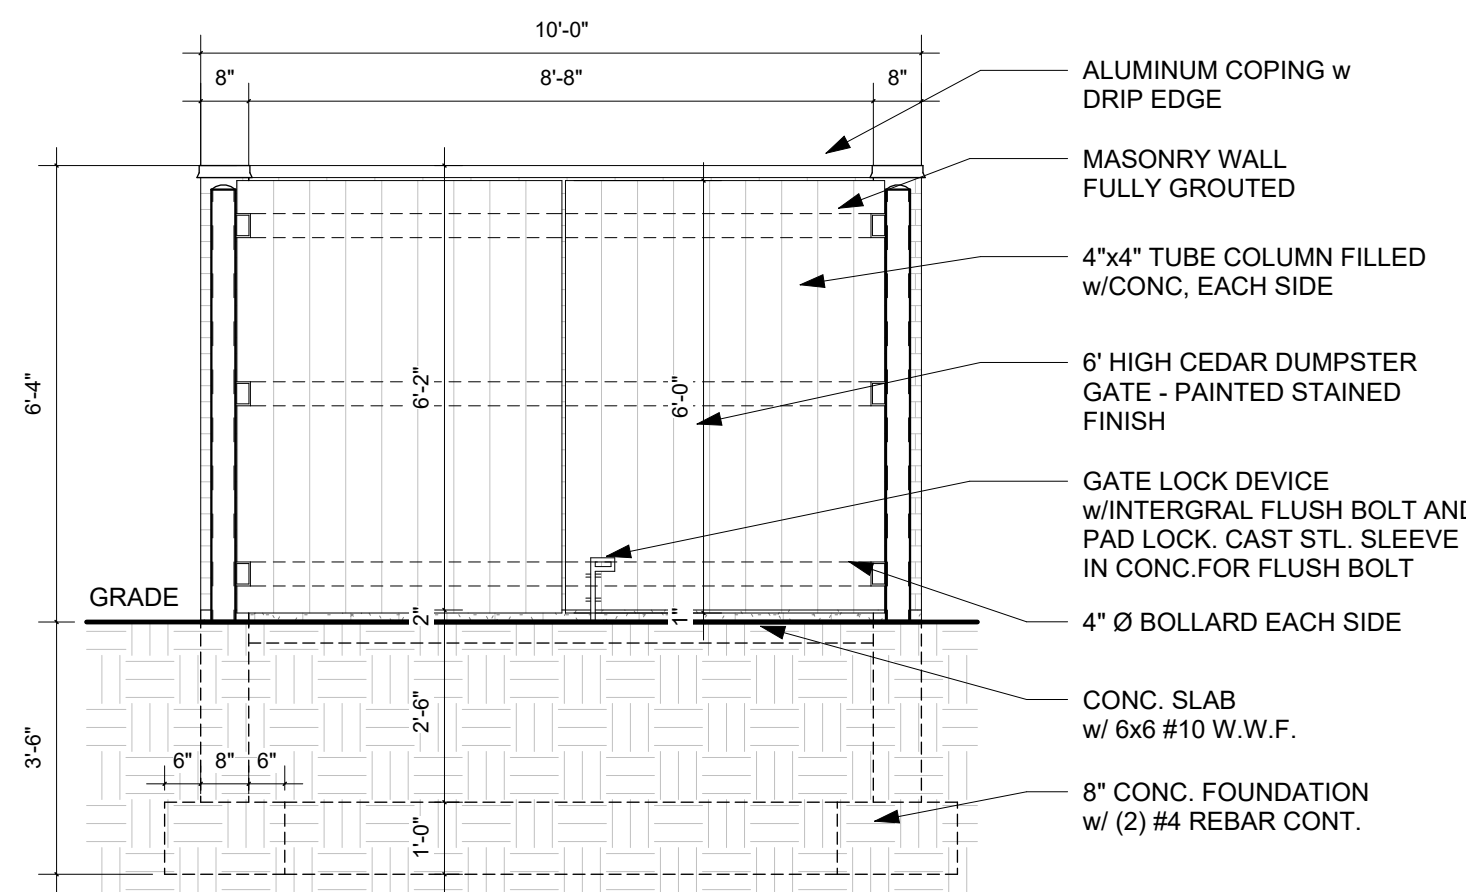 10'-0"
8"
8'-8"
8"
ALUMINUM COPING w
DRIP EDGE
MASONRY WALL
FULLY GROUTED
4"x4" TUBE COLUMN FILLED
w/CONC, EACH SIDE
6' HIGH CEDAR DUMPSTER
GATE - PAINTED STAINED
FINISH
6'-4"
6'-2"
6'-0"
GATE LOCK DEVICE
w/INTERGRAL FLUSH BOLT AND
PAD LOCK. CAST STL. SLEEVE
IN CONC.FOR FLUSH BOLT
GRADE
2"
1"
4" Ø BOLLARD EACH SIDE
CONC. SLAB
w/ 6x6 #10 W.W.F.
3'-6"
2'-6"
6"
8"
6"
8" CONC. FOUNDATION
w/ (2) #4 REBAR CONT.
1'-0"